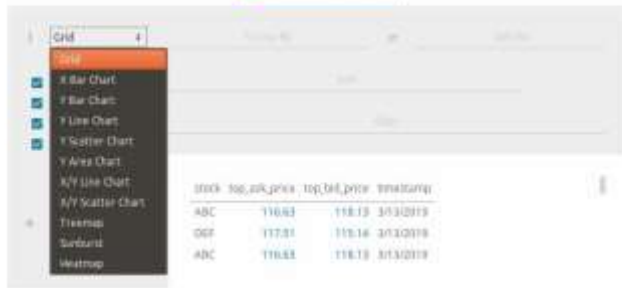 Grid
Grid
X Bar Chart
Y Bar Chart
Y Line Chart
Y Scatter Chart
Y Area Chart
X/Y Line Chart
X/Y Scatter Chart
Treemap
Sunburst
Heatmap
stock top_ask_price top_bid_price timestamp
ABC 116.63 118.13 3/13/2019
DEF 117.51 115.14 3/13/2019
ABC 116.63 118.13 3/13/2019